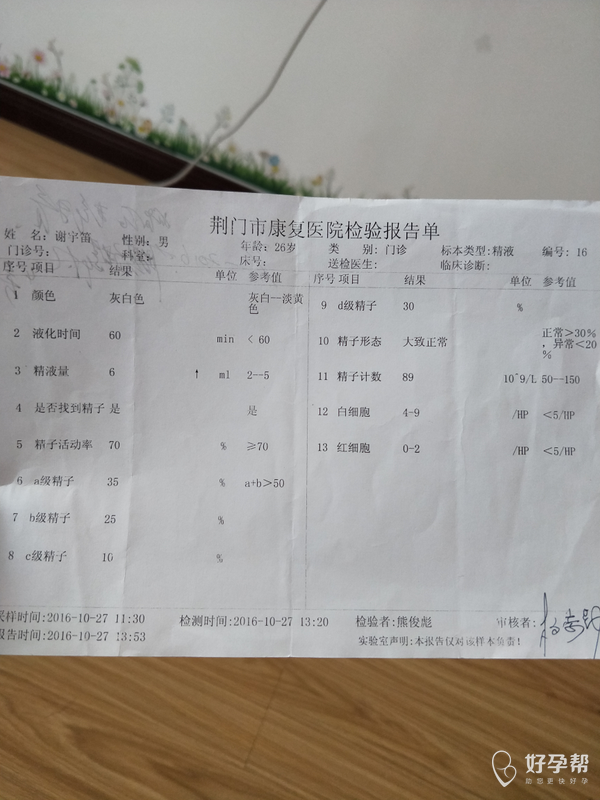 荆门市康复医院检验报告单
姓 名:谢宇笛 性别:男 年龄:26岁 类 别:门诊 标本类型:精液 编号:16
门诊号: 科室: 床号: 送检医生: 临床诊断:
序号 项目 结果 单位 参考值 序号 项目 结果 单位 参考值
1 颜色 灰白色 灰白—淡黄色
2 液化时间 60 min < 60
3 精液量 6 ↑ ml 2--5
4 是否找到精子 是 是
5 精子活动率 70 % ≥70
6 a级精子 35 % a+b>50
7 b级精子 25 %
8 c级精子 10 %
9 d级精子 30 %
10 精子形态 大致正常 正常>30%,异常<20%
11 精子计数 89 10^9/L 50--150
12 白细胞 4-9 /HP <5/HP
13 红细胞 0-2 /HP <5/HP
采样时间:2016-10-27 11:30 检测时间:2016-10-27 13:20 检验者:熊俊彪 审核者:
报告时间:2016-10-27 13:53 实验室声明:本报告仅对该样本负责!
好孕帮
助您更快好孕